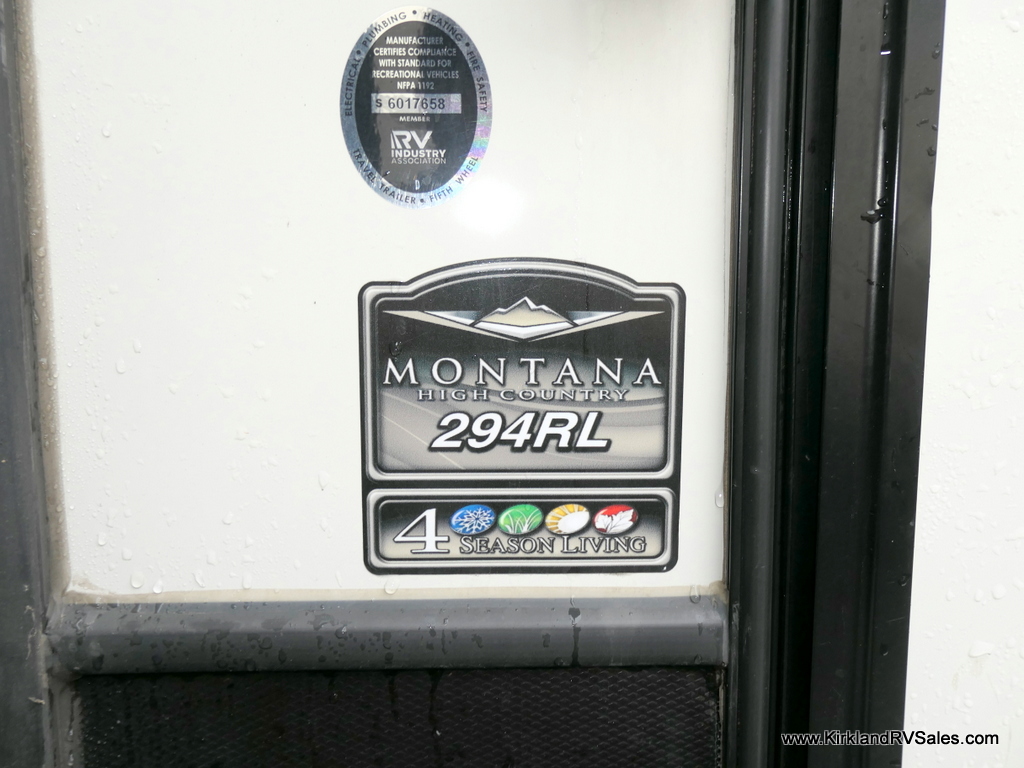 ELECTRICAL • PLUMBING • HEATING • FIRE SAFETY
MANUFACTURER
CERTIFIES COMPLIANCE
WITH STANDARD FOR
RECREATIONAL VEHICLES
NFPA 1192
S 6017658
MEMBER
RV
INDUSTRY
ASSOCIATION
D
TRAVEL TRAILER • FIFTH WHEEL
MONTANA
HIGH COUNTRY
294RL
4 SEASON LIVING
www.KirklandRVSales.com